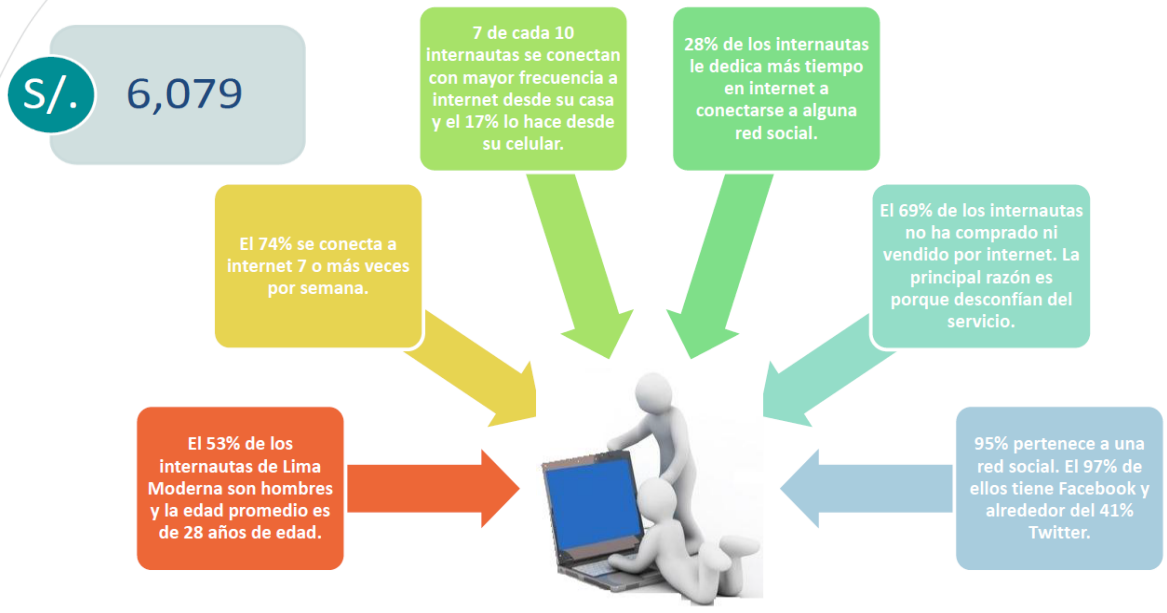 S/. 6,079
7 de cada 10
internautas se conectan
con mayor frecuencia a
internet desde su casa
y el 17% lo hace desde
su celular.
28% de los internautas
le dedica más tiempo
en internet a
conectarse a alguna
red social.
El 74% se conecta a
internet 7 o más veces
por semana.
El 69% de los internautas
no ha comprado ni
vendido por internet. La
principal razón es
porque desconfían del
servicio.
El 53% de los
internautas de Lima
Moderna son hombres
y la edad promedio es
de 28 años de edad.
95% pertenece a una
red social. El 97% de
ellos tiene Facebook y
alrededor del 41%
Twitter.